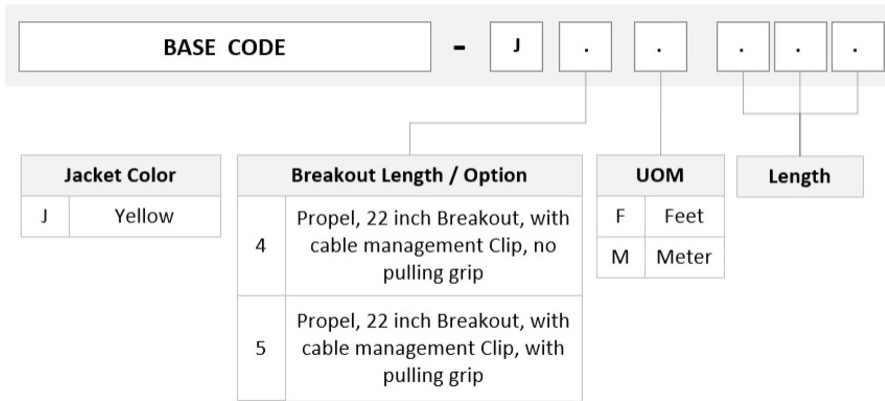 BASE CODE - J . . . . .
Jacket Color
J Yellow
Breakout Length / Option
4 Propel, 22 inch Breakout, with
cable management Clip, no
pulling grip
5 Propel, 22 inch Breakout, with
cable management Clip, with
pulling grip
UOM
F Feet
M Meter
Length